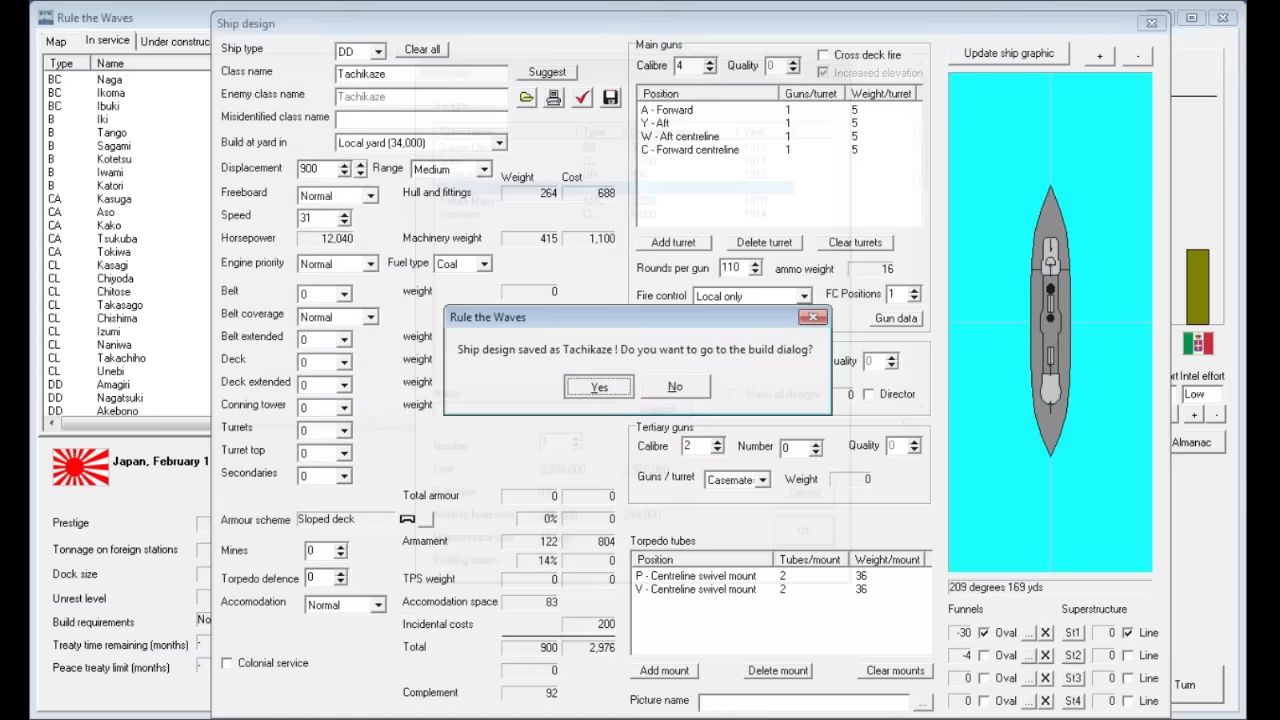 Rule the Waves
Map
In service
Under construc
Type Name
BC Naga
BC Ikoma
BC Ibuki
B Iki
B Tango
B Sagami
B Kotetsu
B Iwami
B Katori
CA Kasuga
CA Aso
CA Kako
CA Tsukuba
CA Tokiwa
CL Kasagi
CL Chiyoda
CL Chitose
CL Takasago
CL Chishima
CL Izumi
CL Naniwa
CL Takachiho
CL Unebi
DD Amagiri
DD Nagatsuki
DD Akebono
Japan, February 1
Prestige
Tonnage on foreign stations
Dock size
Unrest level
Build requirements No
Treaty time remaining (months) -
Peace treaty limit (months) -
Ship design
Ship type DD Clear all
Class name Tachikaze Suggest
Enemy class name Tachikaze
Misidentified class name
Build at yard in Local yard (34,000)
Displacement 900 Range Medium
Weight Cost
Freeboard Normal Hull and fittings 264 688
Speed 31
Horsepower 12,040 Machinery weight 415 1,100
Engine priority Normal Fuel type Coal
Belt 0 weight 0
Belt coverage Normal
Belt extended 0 weight
Deck 0 weight
Deck extended 0 weight
Conning tower 0 weight
Turrets 0
Turret top 0
Secondaries 0
Total armour 0 0
Armour scheme Sloped deck 0% 0
Armament 122 804
Mines 0 14% 0
Torpedo defence 0 TPS weight 0 0
Accomodation Normal Accomodation space 83
Incidental costs 200
Total 900 2,976
Colonial service 0
Complement 92
Main guns
Calibre 4 Quality 0
Cross deck fire
Increased elevation
Position Guns/turret Weight/turret
A - Forward 1 5
Y - Aft 1 5
W - Aft centreline 1 5
C - Forward centreline 1 5
Add turret Delete turret Clear turrets
Rounds per gun 110 ammo weight 16
Fire control Local only FC Positions 1
Gun data
Rule the Waves
Ship design saved as Tachikaze ! Do you want to go to the build dialog?
Yes No
uality 0
0 Director
Show all designs
Tertiary guns
Calibre 2 Number 0 Quality 0
Guns / turret Casemate: Weight 0
Torpedo tubes
Position Tubes/mount Weight/mount
P - Centreline swivel mount 2 36
V - Centreline swivel mount 2 36
Add mount Delete mount Clear mounts
Picture name ...
Update ship graphic + -
209 degrees 169 yds
Funnels Superstructure
-30 Oval ... X St1 0 Line
-4 Oval ... X St2 0 Line
0 Oval ... X St3 0 Line
0 Oval ... X St4 0 Line
rt Intel effort
Low
+ -
Almanac
Turn